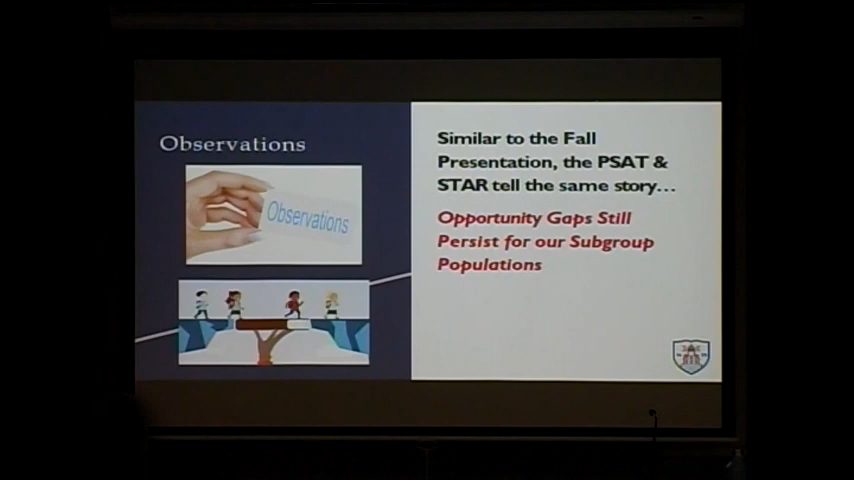 Observations
Observations
Similar to the Fall
Presentation, the PSAT &
STAR tell the same story...
Opportunity Gaps Still
Persist for our Subgroup
Populations